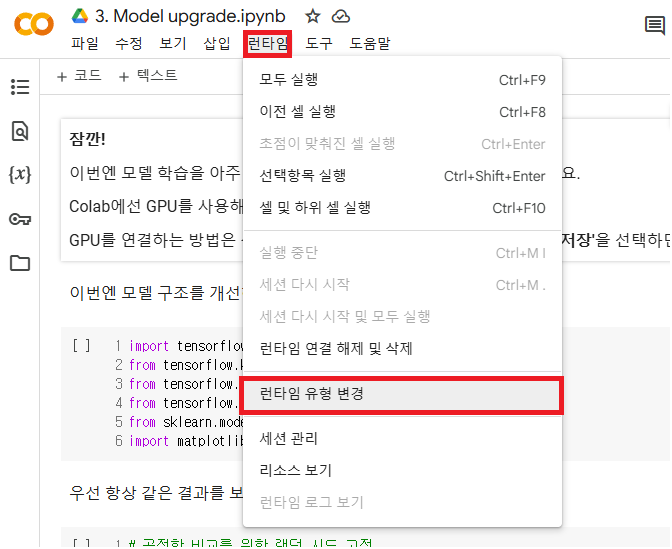 3. Model upgrade.ipynb
파일 수정 보기 삽입 런타임 도구 도움말
+ 코드 + 텍스트
모두 실행 Ctrl+F9
이전 셀 실행 Ctrl+F8
초점이 맞춰진 셀 실행 Ctrl+Enter
선택항목 실행 Ctrl+Shift+Enter
셀 및 하위 셀 실행 Ctrl+F10
실행 중단 Ctrl+M I
세션 다시 시작 Ctrl+M .
세션 다시 시작 및 모두 실행
런타임 연결 해제 및 삭제
런타임 유형 변경
세션 관리
리소스 보기
런타임 로그 보기
잠깐!
이번엔 모델 학습을 아주 요.
Colab에선 GPU를 사용해
GPU를 연결하는 방법은 저장'을 선택하면
이번엔 모델 구조를 개선
[ ] 1 import tensorflow
2 from tensorflow.k
3 from tensorflow.
4 from tensorflow.
5 from sklearn.mode
6 import matplotlib
우선 항상 같은 결과를 보
[ ] 1 # 공정한 비교를 위한 랜덤 시드 고정